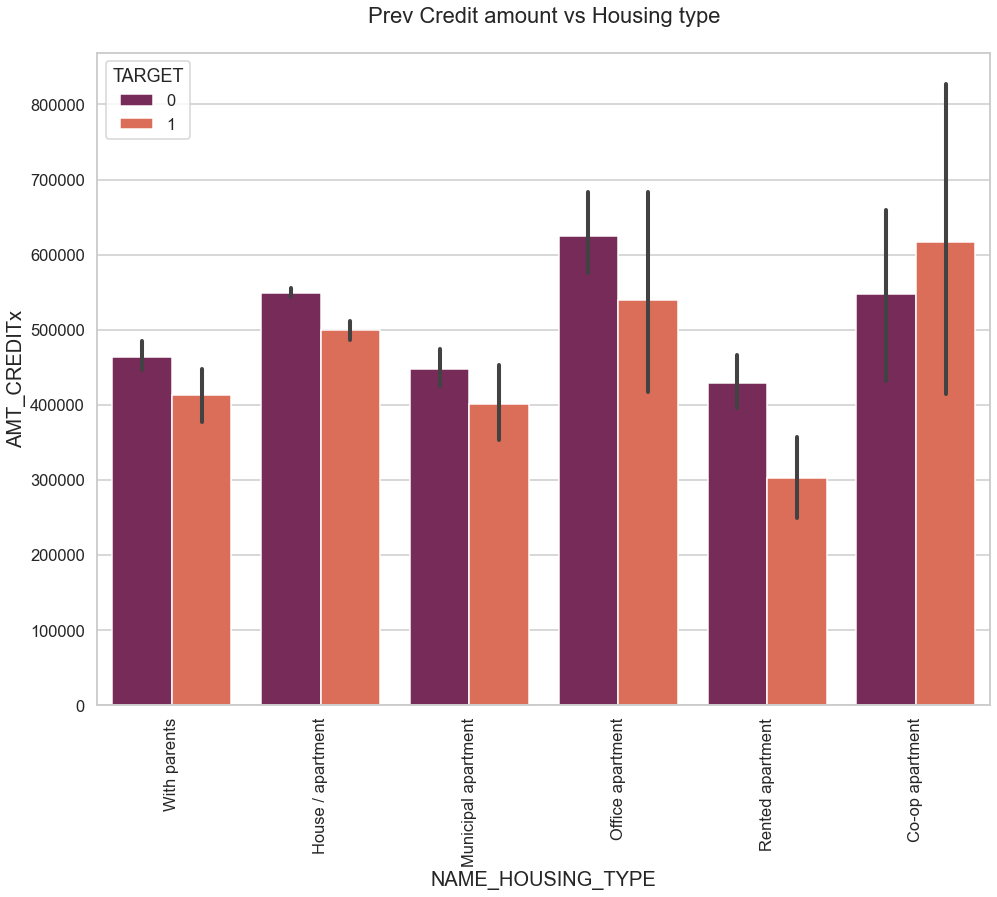 Prev Credit amount vs Housing type
TARGET
0
1
800000
700000
600000
500000
400000
300000
200000
100000
0
AMT_CREDITx
With parents
House / apartment
Municipal apartment
Office apartment
Rented apartment
Co-op apartment
NAME_HOUSING_TYPE